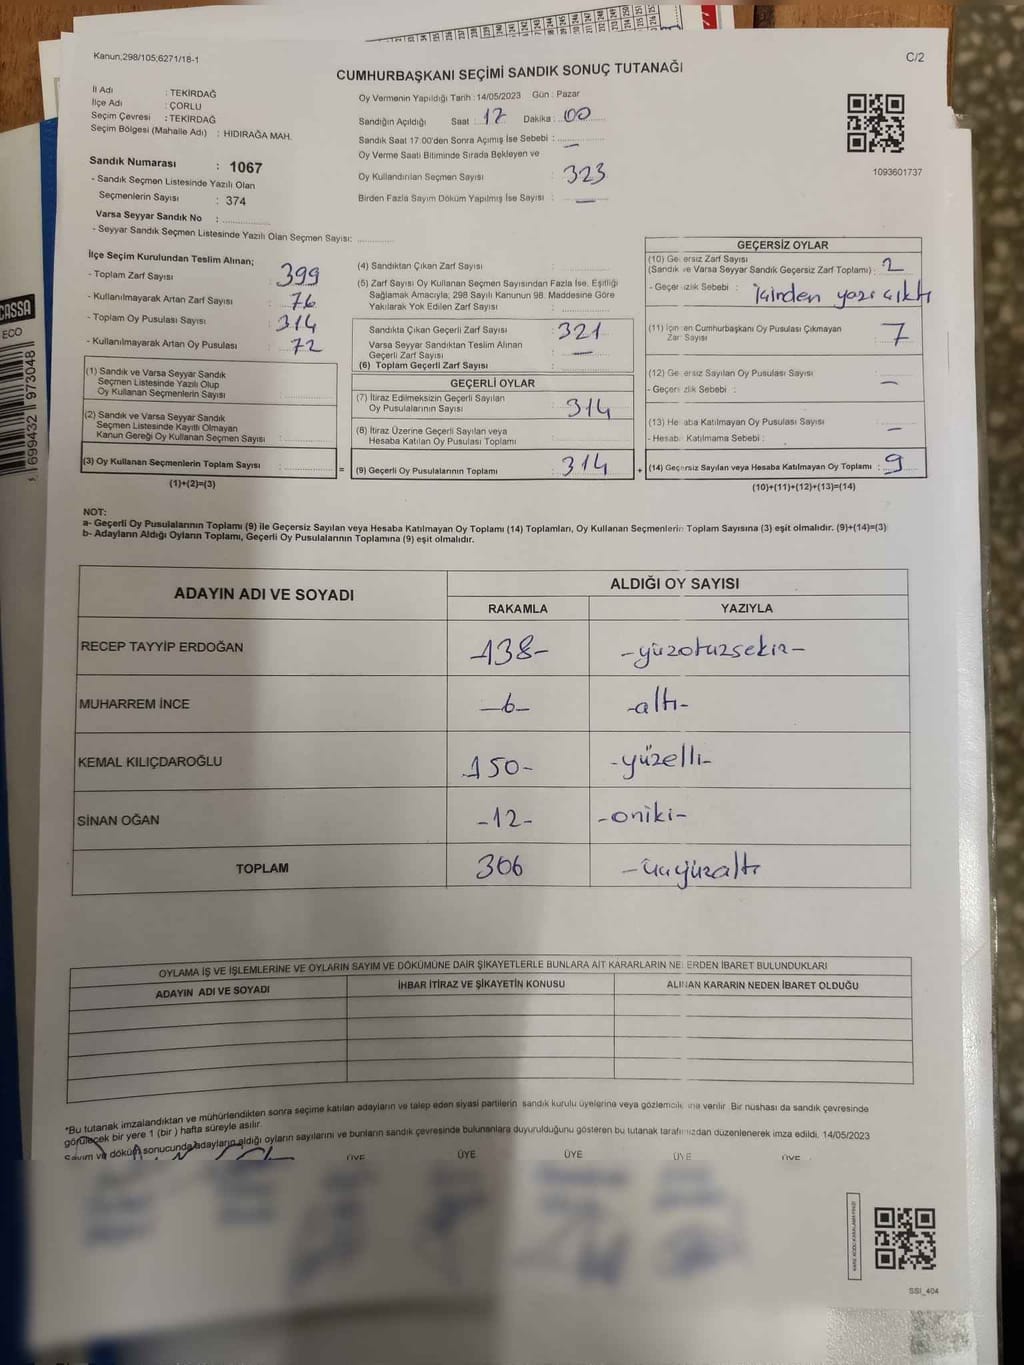 Kanun,298/105;6271/18-1
C/2
CUMHURBAŞKANI SEÇİMİ SANDIK SONUÇ TUTANAĞI
İl Adı : TEKİRDAĞ
İlçe Adı : ÇORLU
Seçim Çevresi : TEKİRDAĞ
Seçim Bölgesi (Mahalle Adı) : HIDIRAĞA MAH.
Sandık Numarası : 1067
- Sandık Seçmen Listesinde Yazılı Olan
Seçmenlerin Sayısı : 374
Varsa Seyyar Sandık No :
- Seyyar Sandık Seçmen Listesinde Yazılı Olan Seçmen Sayısı:
Oy Vermenin Yapıldığı Tarih : 14/05/2023 Gün : Pazar
Sandığın Açıldığı Saat : 17 Dakika : 00
Sandık Saat 17:00'den Sonra Açımış İse Sebebi : —
Oy Verme Saati Bitiminde Sırada Bekleyen ve
Oy Kullandırılan Seçmen Sayısı : 323
Birden Fazla Sayım Döküm Yapılmış İse Sayısı : —
1093601737
İlçe Seçim Kurulundan Teslim Alınan;
- Toplam Zarf Sayısı 399
- Kullanılmayarak Artan Zarf Sayısı : 76
- Toplam Oy Pusulası Sayısı : 314
- Kullanılmayarak Artan Oy Pusulası : 72
(1) Sandık ve Varsa Seyyar Sandık
Seçmen Listesinde Yazılı Olup
Oy Kullanan Seçmenlerin Sayısı :
(2) Sandık ve Varsa Seyyar Sandık
Seçmen Listesinde Kayıtlı Olmayan
Kanun Gereği Oy Kullanan Seçmen Sayısı :
(3) Oy Kullanan Seçmenlerin Toplam Sayısı : =
(1)+(2)=(3)
(4) Sandıktan Çıkan Zarf Sayısı :
(5) Zarf Sayısı Oy Kullanan Seçmen Sayısından Fazla İse, Eşitliği
Sağlamak Amacıyla; 298 Sayılı Kanunun 98. Maddesine Göre
Yakılarak Yok Edilen Zarf Sayısı :
Sandıkta Çıkan Geçerli Zarf Sayısı : 321
Varsa Seyyar Sandıktan Teslim Alınan
Geçerli Zarf Sayısı : —
(6) Toplam Geçerli Zarf Sayısı :
GEÇERLİ OYLAR
(7) İtiraz Edilmeksizin Geçerli Sayılan
Oy Pusulalarının Sayısı : 314
(8) İtiraz Üzerine Geçerli Sayılan veya
Hesaba Katılan Oy Pusulası Toplamı :
(9) Geçerli Oy Pusulalarının Toplamı : 314 +
GEÇERSİZ OYLAR
(10) Geçersiz Zarf Sayısı
(Sandık ve Varsa Seyyar Sandık Geçersiz Zarf Toplamı) : 2
- Geçersizlik Sebebi : İçinden yazı çıktı
(11) İçinden Cumhurbaşkanı Oy Pusulası Çıkmayan
Zarf Sayısı : 7
(12) Geçersiz Sayılan Oy Pusulası Sayısı : —
- Geçersizlik Sebebi :
(13) Hesaba Katılmayan Oy Pusulası Sayısı : —
- Hesaba Katılmama Sebebi :
(14) Geçersiz Sayılan veya Hesaba Katılmayan Oy Toplamı : 9
(10)+(11)+(12)+(13)=(14)
NOT:
a- Geçerli Oy Pusulalarının Toplamı (9) ile Geçersiz Sayılan veya Hesaba Katılmayan Oy Toplamı (14) Toplamları, Oy Kullanan Seçmenlerin Toplam Sayısına (3) eşit olmalıdır. (9)+(14)=(3)
b- Adayların Aldığı Oyların Toplamı, Geçerli Oy Pusulalarının Toplamına (9) eşit olmalıdır.
ADAYIN ADI VE SOYADI ALDIĞI OY SAYISI
RAKAMLA YAZIYLA
RECEP TAYYİP ERDOĞAN -138- -yüzotuzsekiz-
MUHARREM İNCE -6- -altı-
KEMAL KILIÇDAROĞLU 150- -yüzelli-
SİNAN OĞAN -12- -oniki-
TOPLAM 306 -üçyüzaltı
OYLAMA İŞ VE İŞLEMLERİNE VE OYLARIN SAYIM VE DÖKÜMÜNE DAİR ŞİKAYETLERLE BUNLARA AİT KARARLARIN NELERDEN İBARET BULUNDUKLARI
ADAYIN ADI VE SOYADI İHBAR İTİRAZ VE ŞİKAYETİN KONUSU ALINAN KARARIN NEDEN İBARET OLDUĞU
*Bu tutanak imzalandıktan ve mühürlendikten sonra seçime katılan adayların ve talep eden siyasi partilerin sandık kurulu üyelerine veya gözlemcilerine verilir. Bir nüshası da sandık çevresinde
görülecek bir yere 1 (bir) hafta süreyle asılır.
Sayım ve döküm sonucunda adayların aldığı oyların sayılarını ve bunların sandık çevresinde bulunanlara duyurulduğunu gösteren bu tutanak tarafımızdan düzenlenerek imza edildi. 14/05/2023
ÜYE ÜYE ÜYE ÜYE ÜYE
SSI_404
CASSA
ECO
1699432 973048